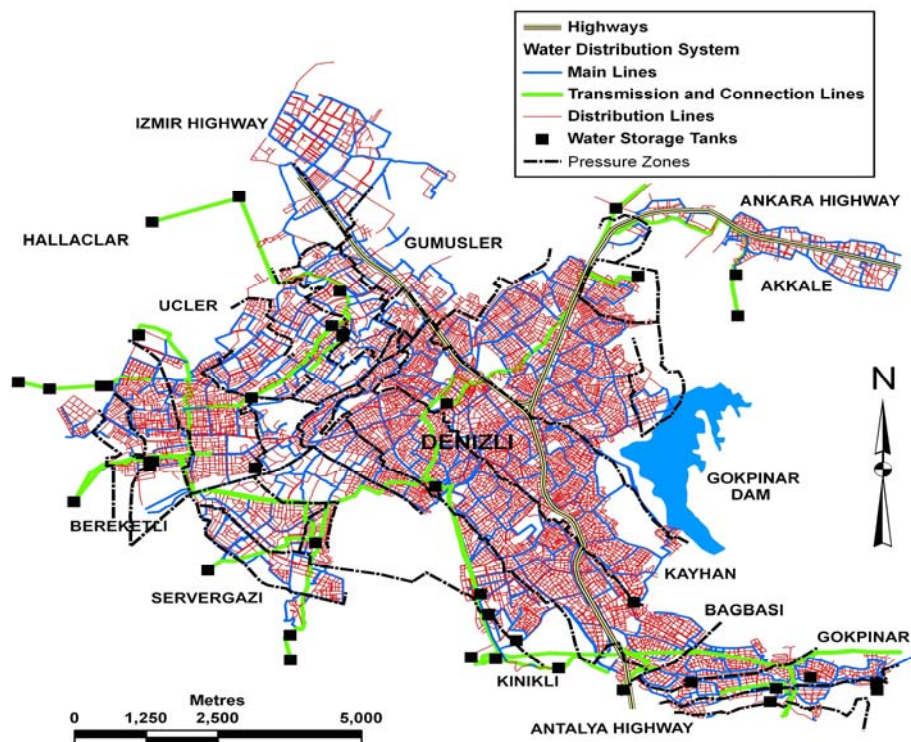 Highways
Water Distribution System
Main Lines
Transmission and Connection Lines
Distribution Lines
Water Storage Tanks
Pressure Zones
IZMIR HIGHWAY
ANKARA HIGHWAY
HALLACLAR
GUMUSLER
AKKALE
UCLER
N
DENIZLI
GOKPINAR
DAM
BEREKETLI
KAYHAN
SERVERGAZI
BAGBASI
GOKPINAR
KINIKLI
Metres
0 1,250 2,500 5,000
ANTALYA HIGHWAY